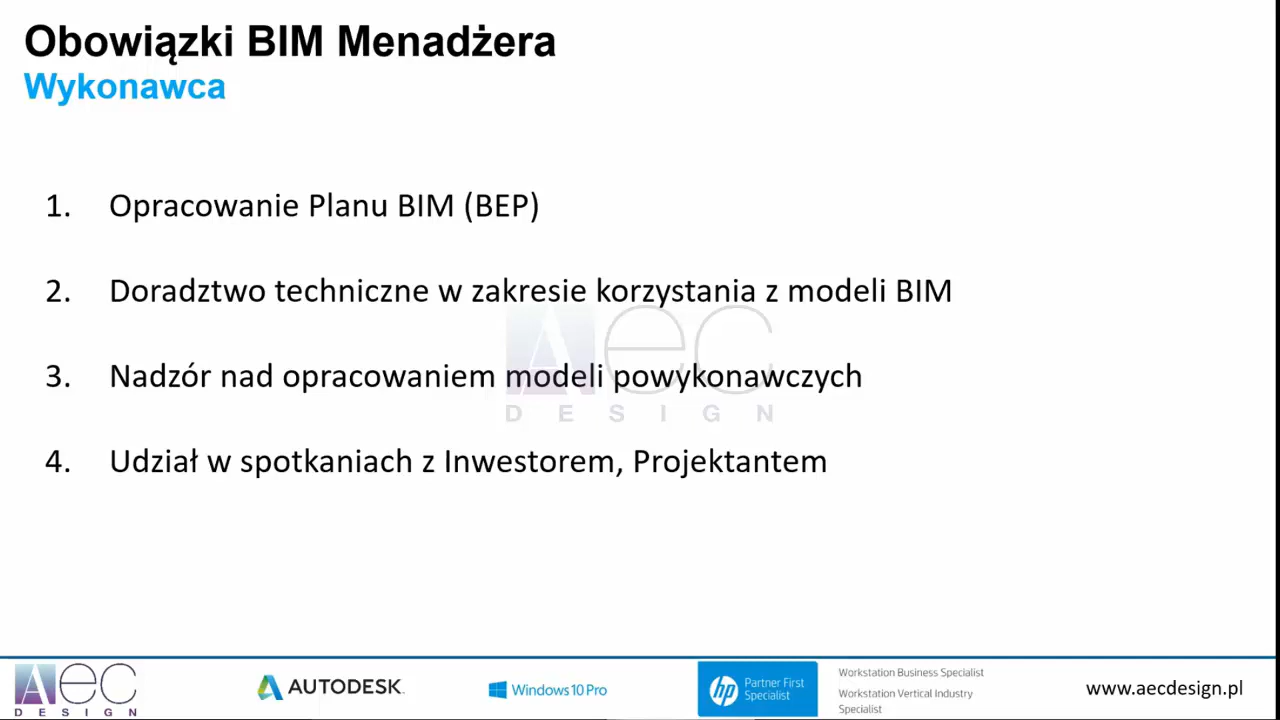 Obowiązki BIM Menadżera
Wykonawca
1. Opracowanie Planu BIM (BEP)
2. Doradztwo techniczne w zakresie korzystania z modeli BIM
3. Nadzór nad opracowaniem modeli powykonawczych
4. Udział w spotkaniach z Inwestorem, Projektantem
AEC
DESIGN
AEC
DESIGN
AUTODESK.
Windows 10 Pro
hp
Partner First
Specialist
Workstation Business Specialist
Workstation Vertical Industry
Specialist
www.aecdesign.pl